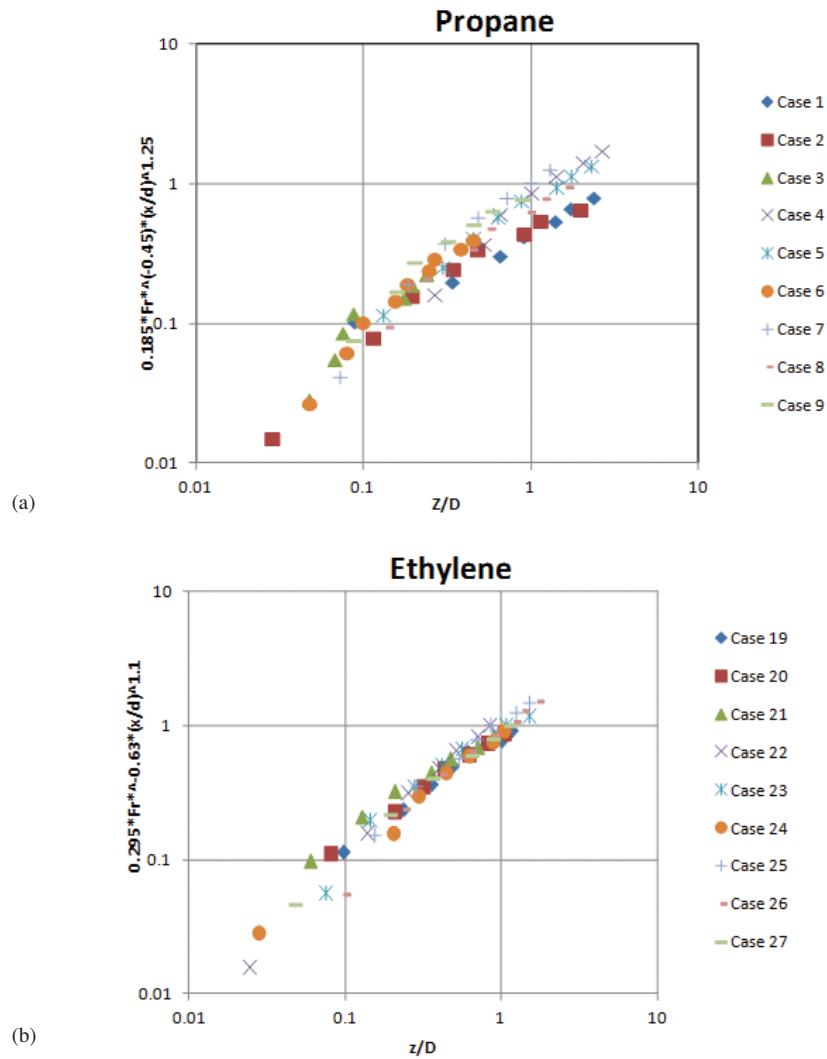 Propane
10
1
0.1
0.01
0.185*Fr*^(-0.45)*(x/d)^1.25
0.01 0.1 1 10
Z/D
Case 1
Case 2
Case 3
Case 4
Case 5
Case 6
Case 7
Case 8
Case 9
(a)
Ethylene
10
1
0.1
0.01
0.295*Fr*^-0.63*(x/d)^1.1
0.01 0.1 1 10
z/D
Case 19
Case 20
Case 21
Case 22
Case 23
Case 24
Case 25
Case 26
Case 27
(b)